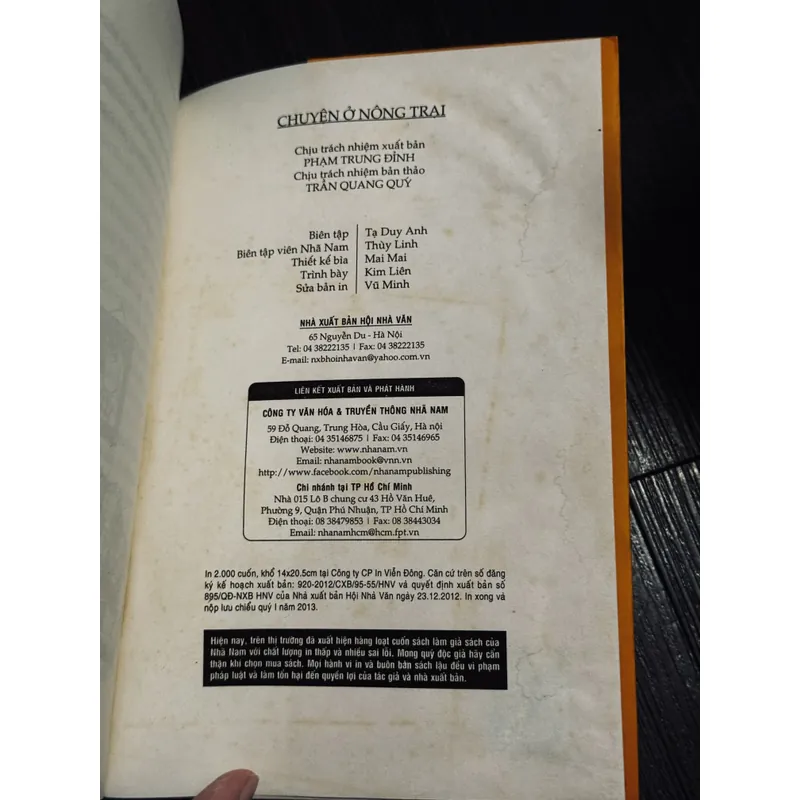 CHUYỆN Ở NÔNG TRẠI
Chịu trách nhiệm xuất bản
PHẠM TRUNG ĐỈNH
Chịu trách nhiệm bản thảo
TRẦN QUANG QUÝ
Biên tập Tạ Duy Anh
Biên tập viên Nhã Nam Thùy Linh
Thiết kế bìa Mai Mai
Trình bày Kim Liên
Sửa bản in Vũ Minh
NHÀ XUẤT BẢN HỘI NHÀ VĂN
65 Nguyễn Du - Hà Nội
Tel: 04 38222135 | Fax: 04 38222135
E-mail: nxbhoinhavan@yahoo.com.vn
LIÊN KẾT XUẤT BẢN VÀ PHÁT HÀNH
CÔNG TY VĂN HÓA & TRUYỀN THÔNG NHÃ NAM
59 Đỗ Quang, Trung Hòa, Cầu Giấy, Hà nội
Điện thoại: 04 35146875 | Fax: 04 35146965
Website: www.nhanam.vn
Email: nhanambook@vnn.vn
http://www.facebook.com/nhanampublishing
Chi nhánh tại TP Hồ Chí Minh
Nhà 015 Lô B chung cư 43 Hồ Văn Huê,
Phường 9, Quận Phú Nhuận, TP Hồ Chí Minh
Điện thoại: 08 38479853 | Fax: 08 38443034
Email: nhanamhcm@hcm.fpt.vn
In 2.000 cuốn, khổ 14x20.5cm tại Công ty CP In Viễn Đông. Căn cứ trên số đăng
ký kế hoạch xuất bản: 920-2012/CXB/95-55/HNV và quyết định xuất bản số
895/QĐ-NXB HNV của Nhà xuất bản Hội Nhà Văn ngày 23.12.2012. In xong và
nộp lưu chiểu quý I năm 2013.
Hiện nay, trên thị trường đã xuất hiện hàng loạt cuốn sách làm giả sách của
Nhã Nam với chất lượng in thấp và nhiều sai lỗi. Mong quý độc giả hãy cẩn
thận khi chọn mua sách. Mọi hành vi in và buôn bán sách lậu đều vi phạm
pháp luật và làm tổn hại đến quyền lợi của tác giả và nhà xuất bản.